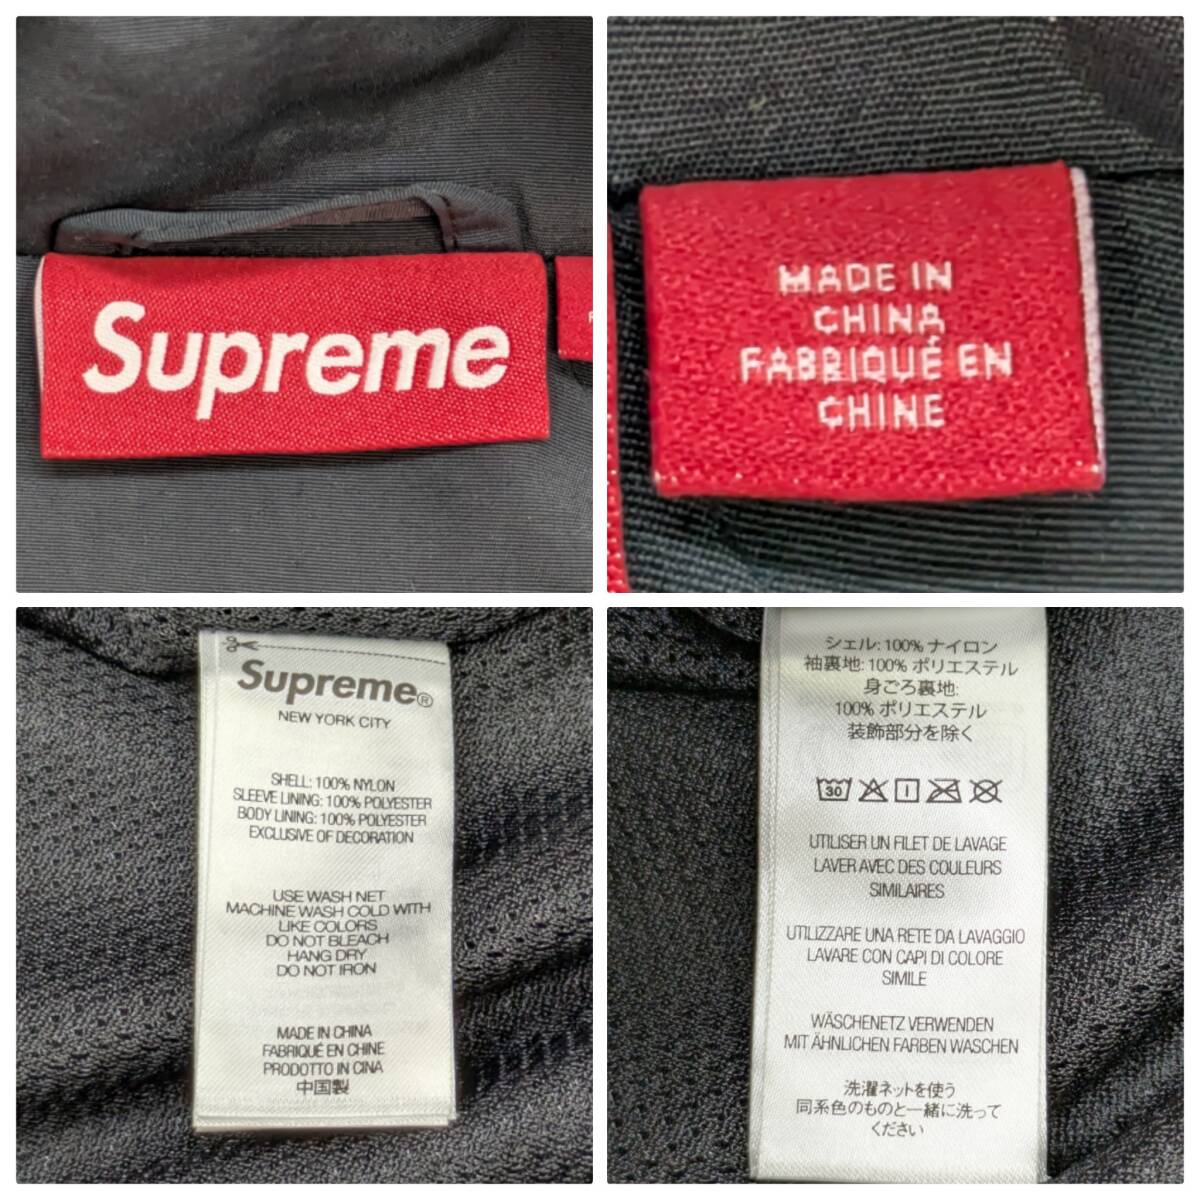 Supreme
MADE IN
CHINA
FABRIQUÉ EN
CHINE
Supreme®
NEW YORK CITY
SHELL: 100% NYLON
SLEEVE LINING: 100% POLYESTER
BODY LINING: 100% POLYESTER
EXCLUSIVE OF DECORATION
USE WASH NET
MACHINE WASH COLD WITH
LIKE COLORS
DO NOT BLEACH
HANG DRY
DO NOT IRON
MADE IN CHINA
FABRIQUÉ EN CHINE
PRODOTTO IN CINA
中国製
シェル: 100% ナイロン
袖裏地: 100% ポリエステル
身ごろ裏地:
100% ポリエステル
装飾部分を除く
30
UTILISER UN FILET DE LAVAGE
LAVER AVEC DES COULEURS
SIMILAIRES
UTILIZZARE UNA RETE DA LAVAGGIO
LAVARE CON CAPI DI COLORE
SIMILE
WÄSCHENETZ VERWENDEN
MIT ÄHNLICHEN FARBEN WASCHEN
洗濯ネットを使う
同系色のものと一緒に洗って
ください